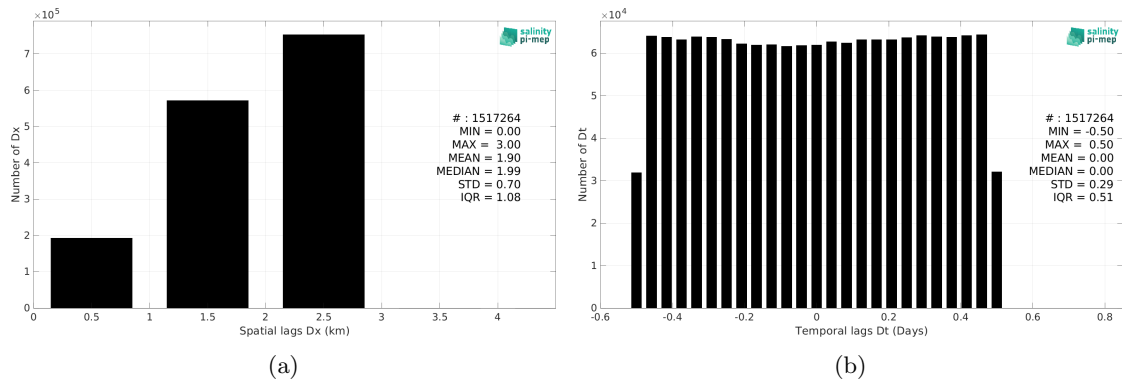 ×10⁵
7
6
5
4
3
2
1
0
Number of Dx
0
0.5
1
1.5
2
2.5
3
3.5
4
Spatial lags Dx (km)
salinity
pi-mep
# : 1517264
MIN = 0.00
MAX = 3.00
MEAN = 1.90
MEDIAN = 1.99
STD = 0.70
IQR = 1.08
(a)
×10⁴
6
5
4
3
2
1
0
Number of Dt
-0.6
-0.4
-0.2
0
0.2
0.4
0.6
0.8
Temporal lags Dt (Days)
salinity
pi-mep
# : 1517264
MIN = -0.50
MAX = 0.50
MEAN = 0.00
MEDIAN = 0.00
STD = 0.29
IQR = 0.51
(b)